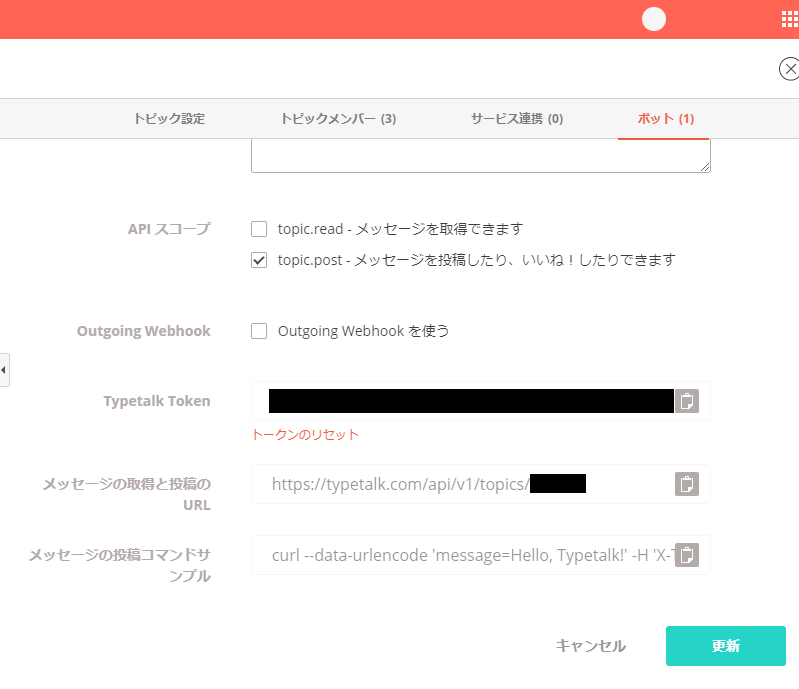 トピック設定
トピックメンバー (3)
サービス連携 (0)
ボット (1)
API スコープ
topic.read - メッセージを取得できます
topic.post - メッセージを投稿したり、いいね！したりできます
Outgoing Webhook
Outgoing Webhook を使う
Typetalk Token
トークンのリセット
メッセージの取得と投稿の
URL
https://typetalk.com/api/v1/topics/
メッセージの投稿コマンドサ
ンプル
curl --data-urlencode 'message=Hello, Typetalk!' -H 'X-T
キャンセル
更新